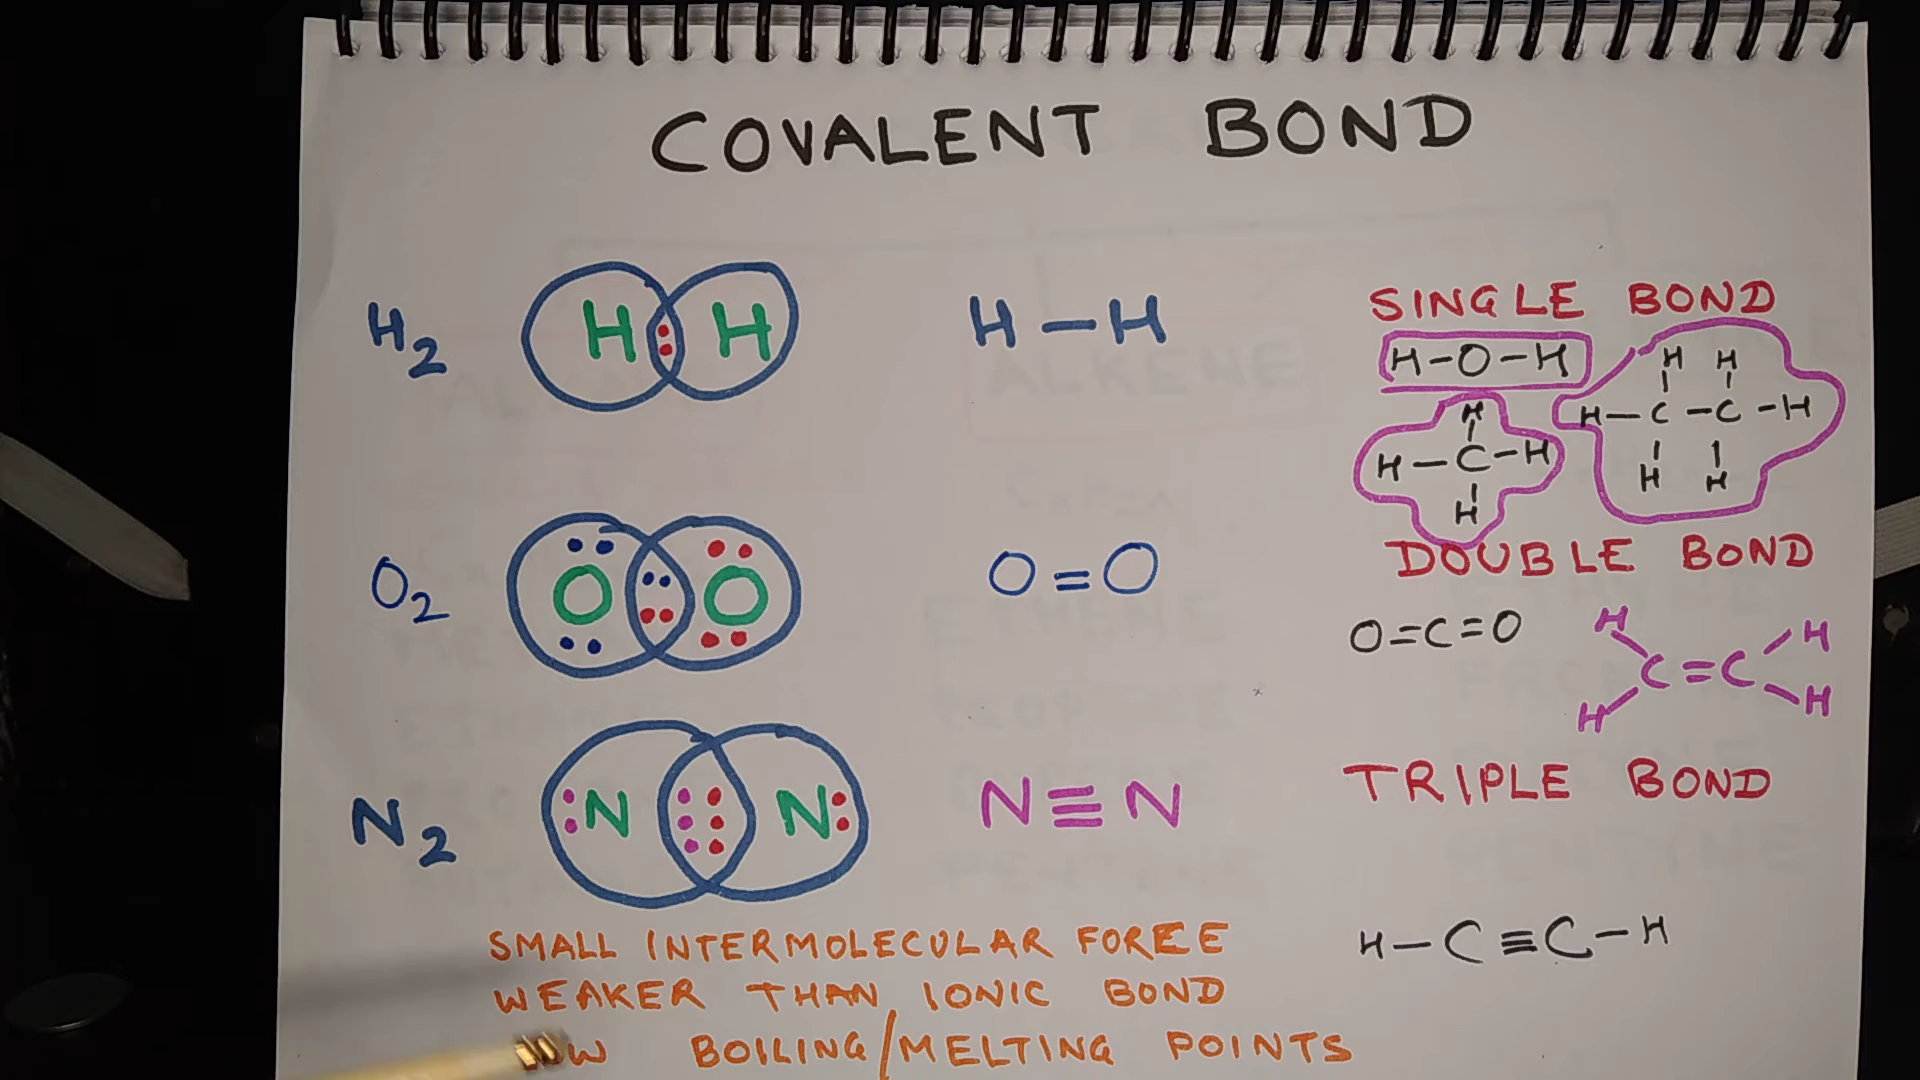 COVALENT BOND
H2
H H
H-H
O2
O O
O=O
N2
N N
N≡N
SMALL INTERMOLECULAR FORCE
WEAKER THAN IONIC BOND
BOILING/MELTING POINTS
SINGLE BOND
H-O-H
H
H-C-H
H
H H
H-C-C-H
H H
DOUBLE BOND
O=C=O
H H
C=C
H H
TRIPLE BOND
H-C≡C-H